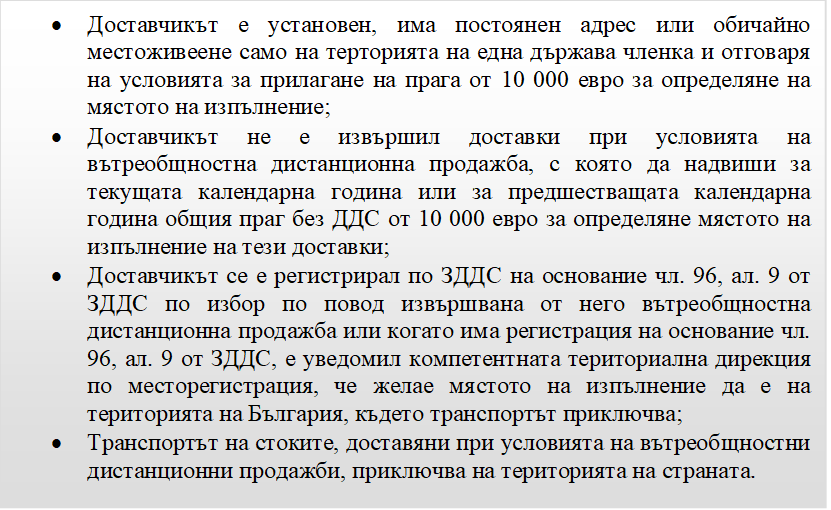 • Доставчикът е установен, има постоянен адрес или обичайно
местоживеене само на терторията на една държава членка и отговаря
на условията за прилагане на прага от 10 000 евро за определяне на
мястото на изпълнение;
• Доставчикът не е извършил доставки при условията на
вътреобщностна дистанционна продажба, с която да надвиши за
текущата календарна година или за предшестващата календарна
година общия праг без ДДС от 10 000 евро за определяне мястото на
изпълнение на тези доставки;
• Доставчикът се е регистрирал по ЗДДС на основание чл. 96, ал. 9 от
ЗДДС по избор по повод извършвана от него вътреобщностна
дистанционна продажба или когато има регистрация на основание чл.
96, ал. 9 от ЗДДС, е уведомил компетентната териториална дирекция
по месторегистрация, че желае мястото на изпълнение да е на
територията на България, където транспортът приключва;
• Транспортът на стоките, доставяни при условията на вътреобщностни
дистанционни продажби, приключва на територията на страната.